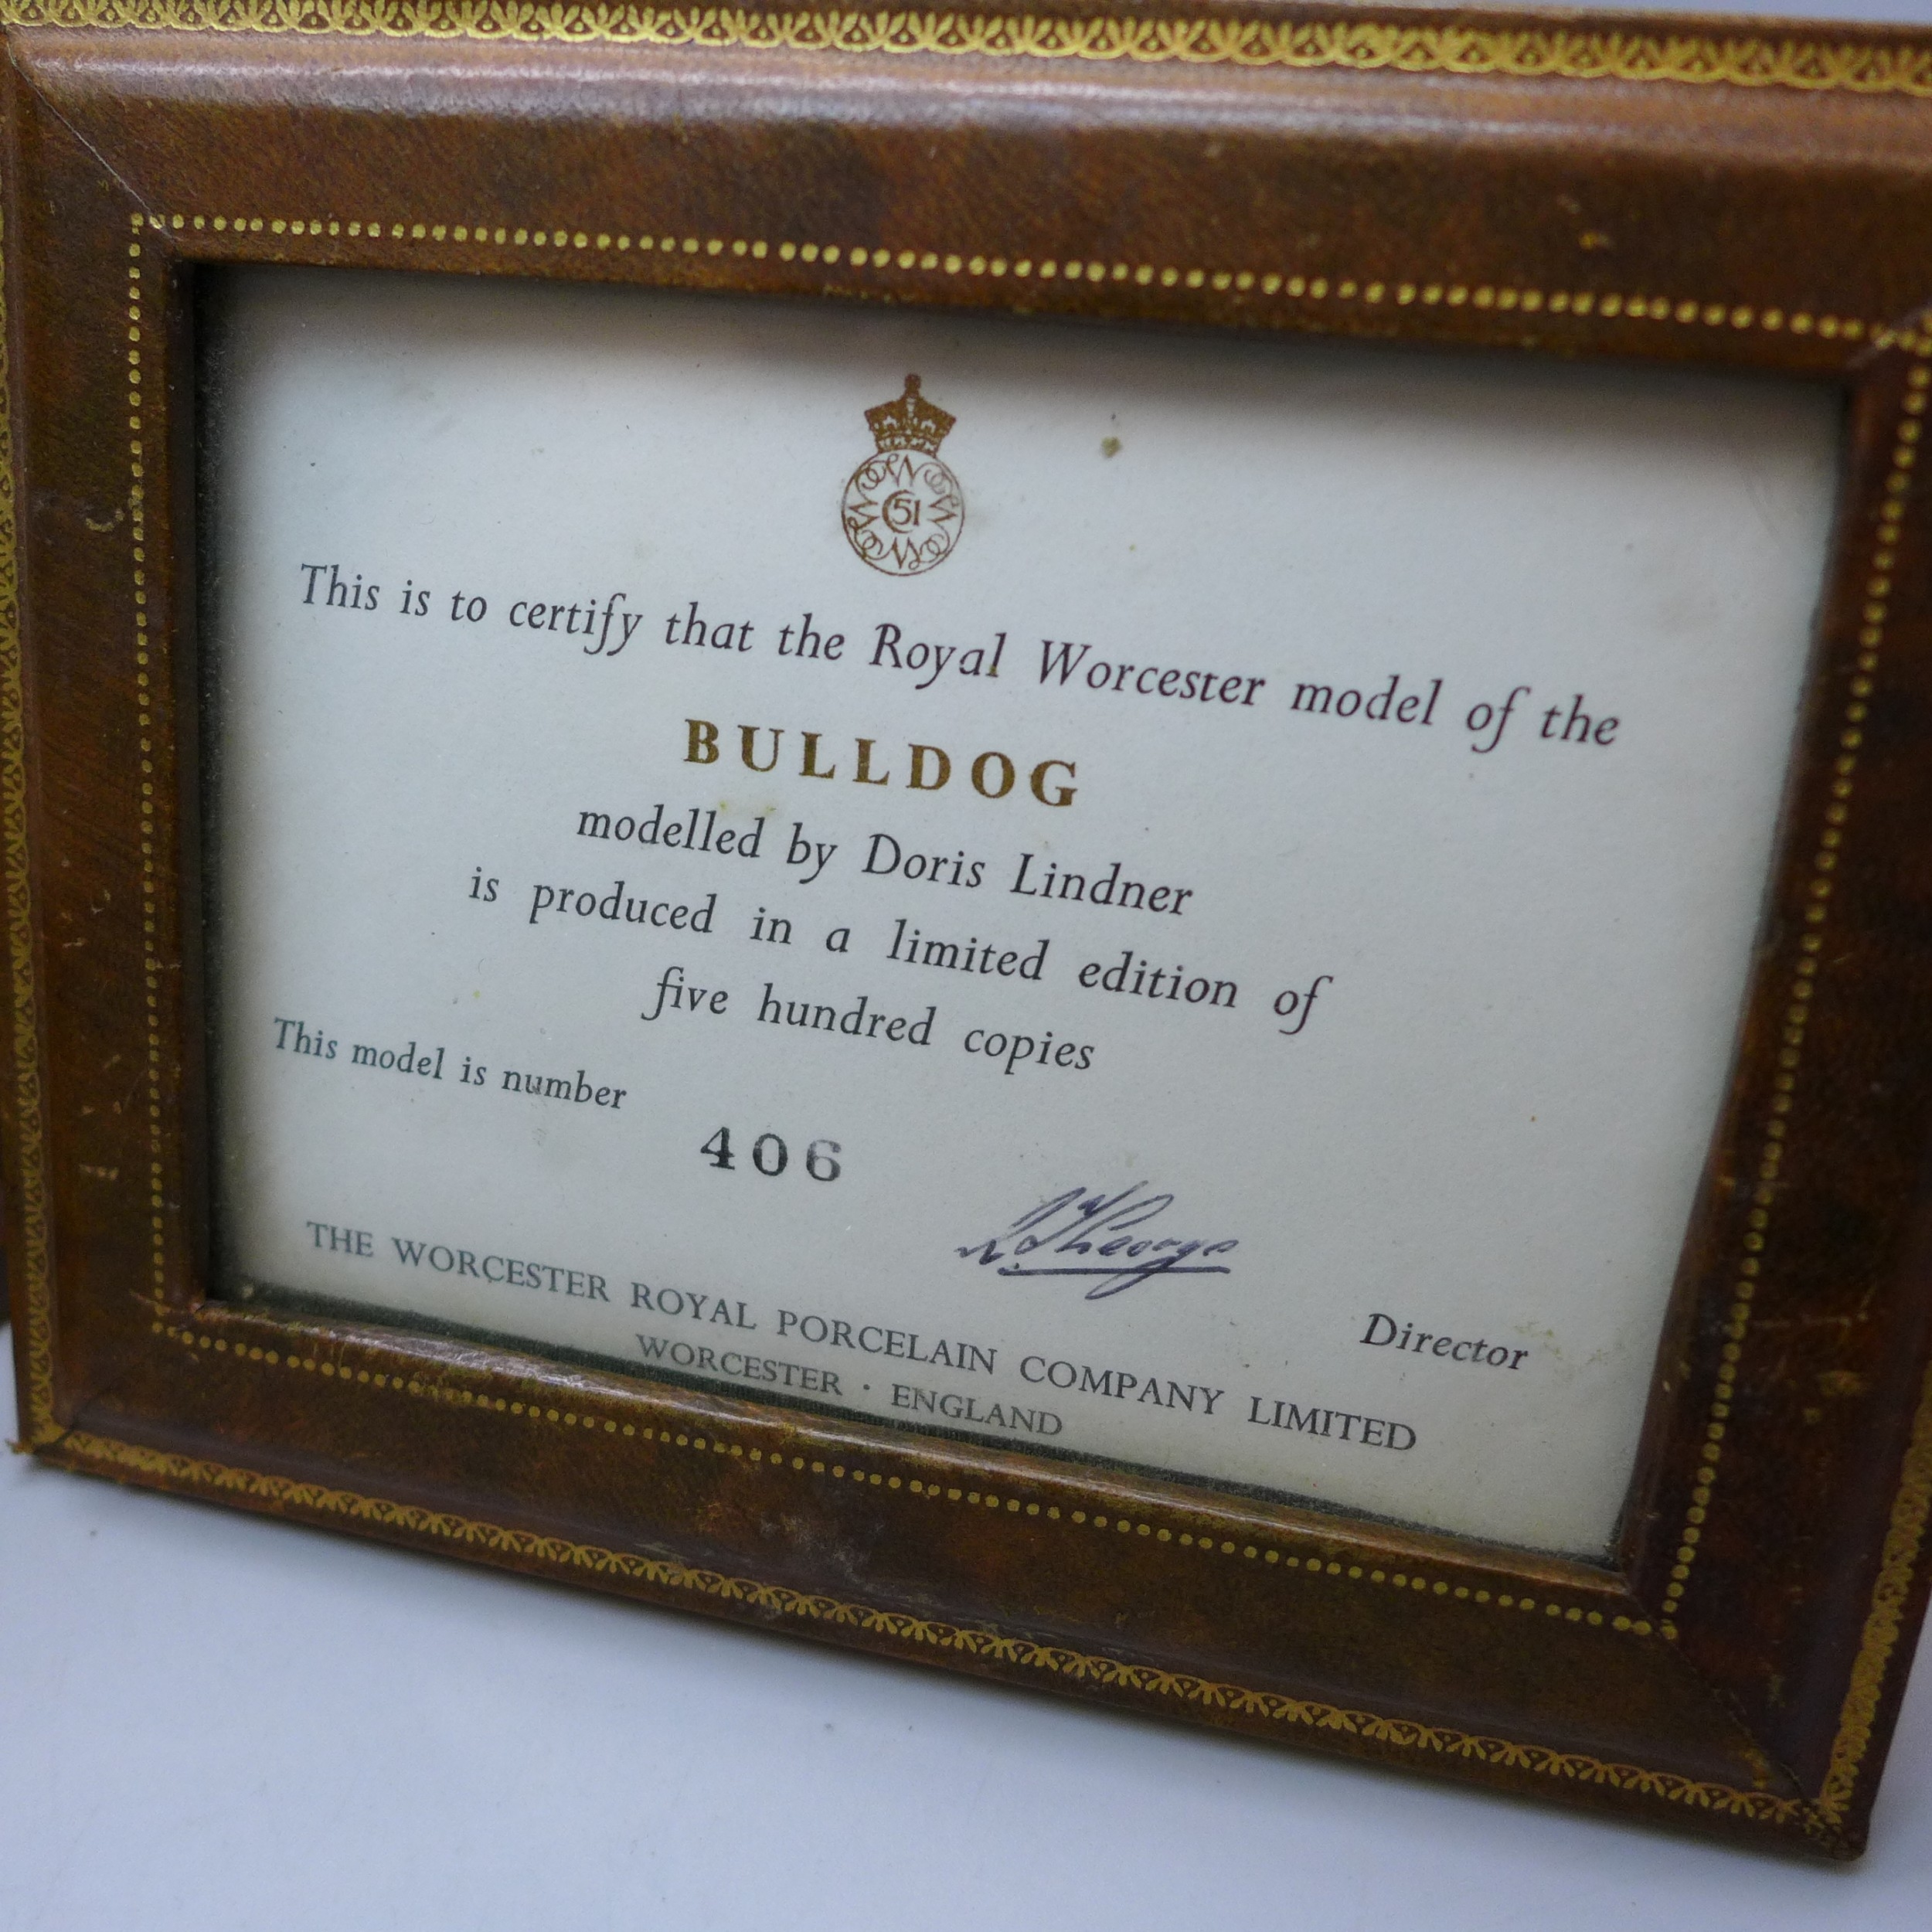 51
This is to certify that the Royal Worcester model of the
BULLDOG
modelled by Doris Lindner
is produced in a limited edition of
five hundred copies
This model is number
406
Director
THE WORCESTER ROYAL PORCELAIN COMPANY LIMITED
WORCESTER · ENGLAND